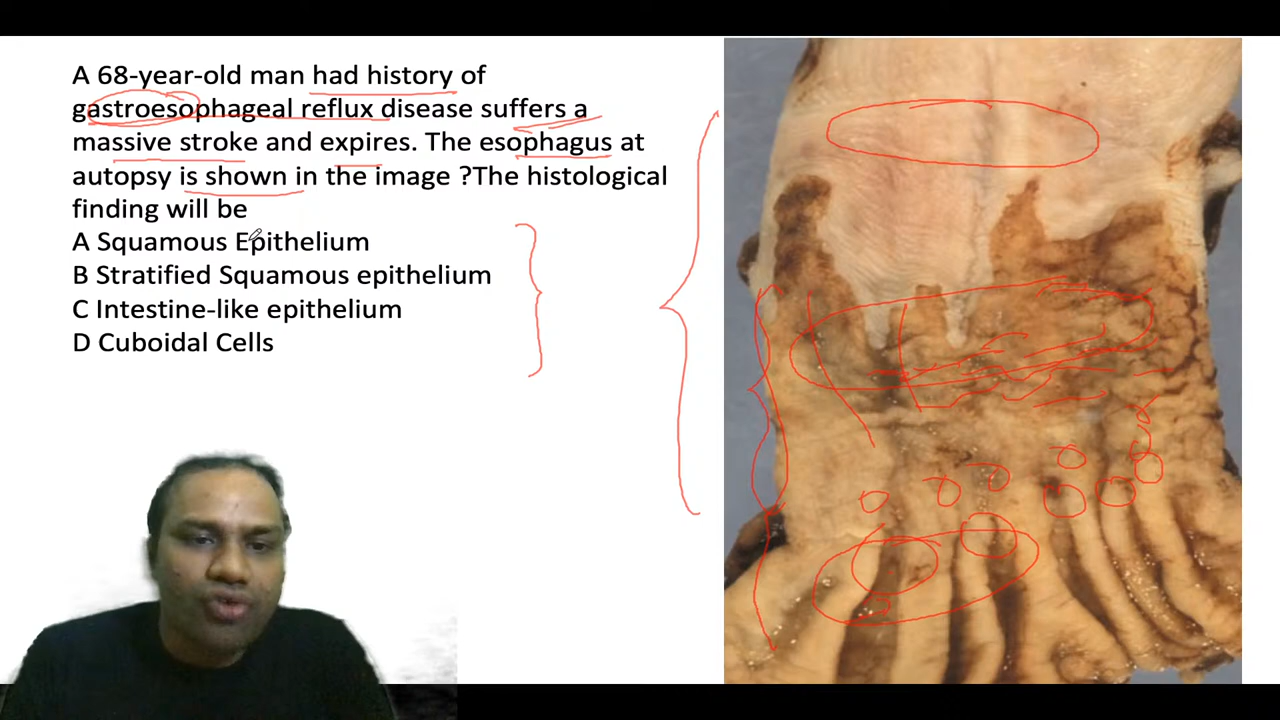 A 68-year-old man had history of
gastroesophageal reflux disease suffers a
massive stroke and expires. The esophagus at
autopsy is shown in the image ?The histological
finding will be
A Squamous Epithelium
B Stratified Squamous epithelium
C Intestine-like epithelium
D Cuboidal Cells